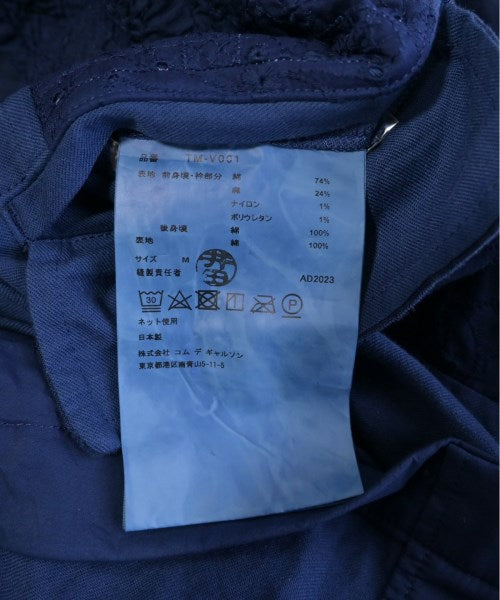 品番 TM-V001
表地 前身頃・衿部分 綿 74%
麻 24%
ナイロン 1%
ポリウレタン 1%
後身頃 綿 100%
表地 綿 100%
サイズ M
縫製責任者 AD2023
30 P
ネット使用
日本製
株式会社 コム デ ギャルソン
東京都港区南青山5-11-5